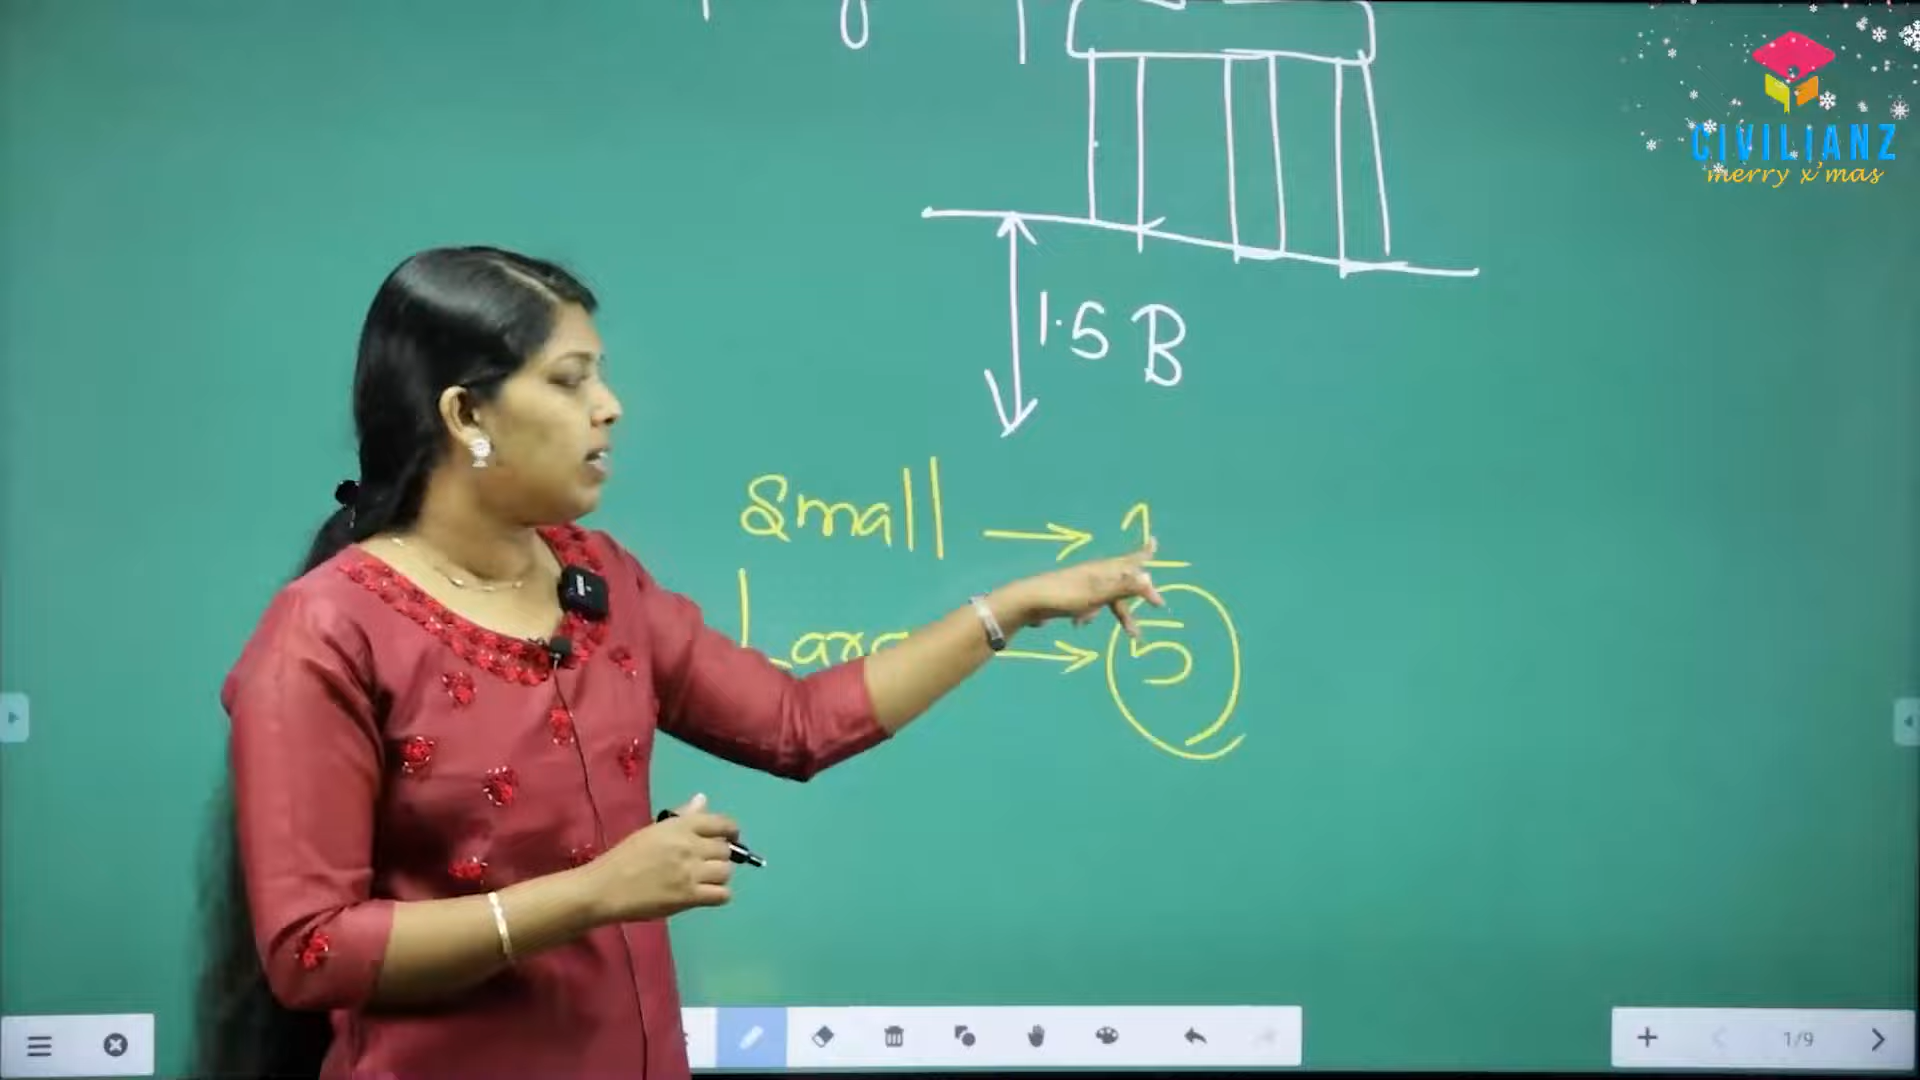 CIVILIANZ
merry x'mas
1.5 B
Small → 1
→ 5
1/9